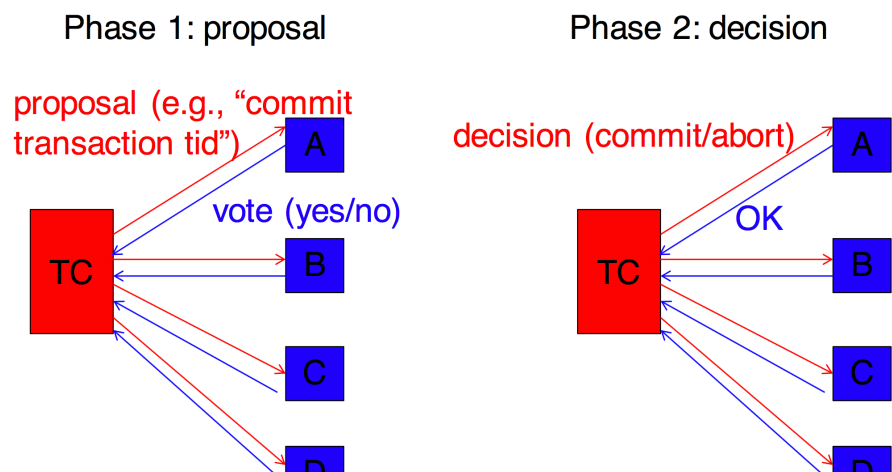 Phase 1: proposal
proposal (e.g., “commit
transaction tid”)
A
vote (yes/no)
TC
B
C
D
Phase 2: decision
decision (commit/abort)
A
OK
TC
B
C
D